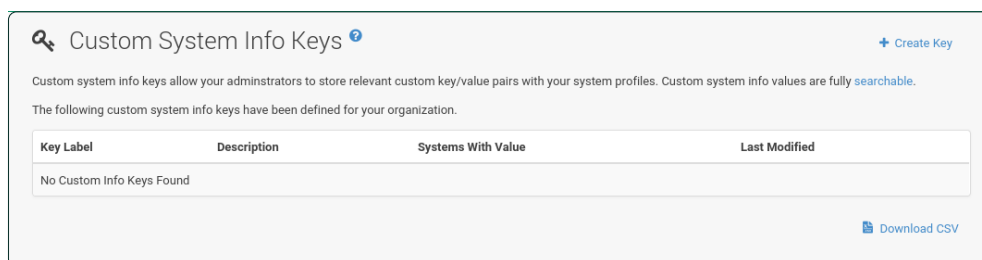 Custom System Info Keys
Create Key
Custom system info keys allow your adminstrators to store relevant custom key/value pairs with your system profiles. Custom system info values are fully searchable.
The following custom system info keys have been defined for your organization.
Key Label Description Systems With Value Last Modified
No Custom Info Keys Found
Download CSV